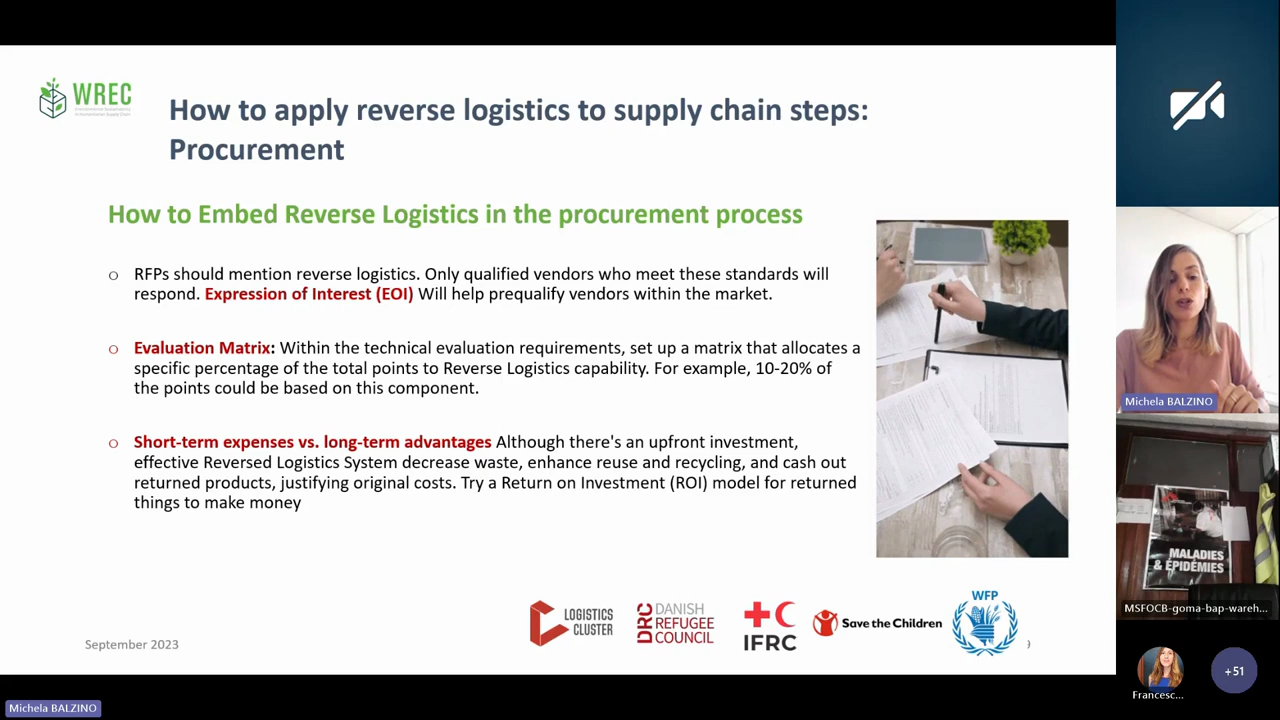 WREC
How to apply reverse logistics to supply chain steps:
Procurement
How to Embed Reverse Logistics in the procurement process
RFPs should mention reverse logistics. Only qualified vendors who meet these standards will
respond. Expression of Interest (EOI) Will help prequalify vendors within the market.
Evaluation Matrix: Within the technical evaluation requirements, set up a matrix that allocates a
specific percentage of the total points to Reverse Logistics capability. For example, 10-20% of
the points could be based on this component.
Short-term expenses vs. long-term advantages Although there's an upfront investment,
effective Reversed Logistics System decrease waste, enhance reuse and recycling, and cash out
returned products, justifying original costs. Try a Return on Investment (ROI) model for returned
things to make money
September 2023
LOGISTICS
CLUSTER
DRC DANISH
REFUGEE
COUNCIL
IFRC
Save the Children
WFP
9
Michela BALZINO
MALADIES
& ÉPIDÉMIES
MSFOCB-goma-bap-wareh...
Francesc...
+51
Michela BALZINO